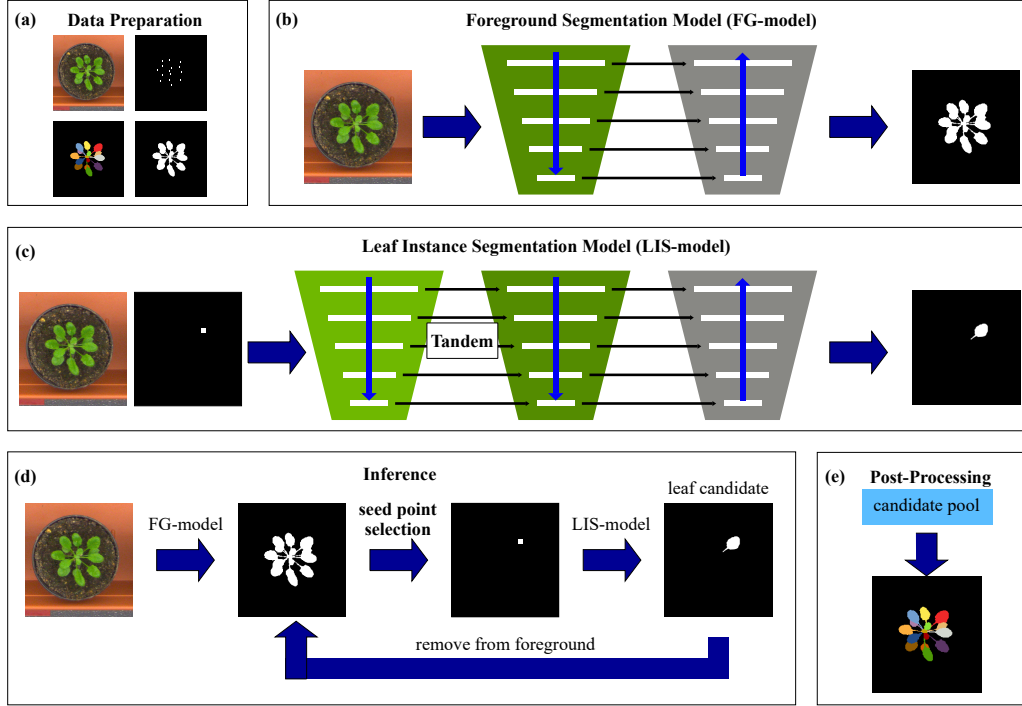 (a)
Data Preparation
(b)
Foreground Segmentation Model (FG-model)
(c)
Leaf Instance Segmentation Model (LIS-model)
Tandem
(d)
Inference
FG-model
seed point
selection
LIS-model
leaf candidate
remove from foreground
(e)
Post-Processing
candidate pool